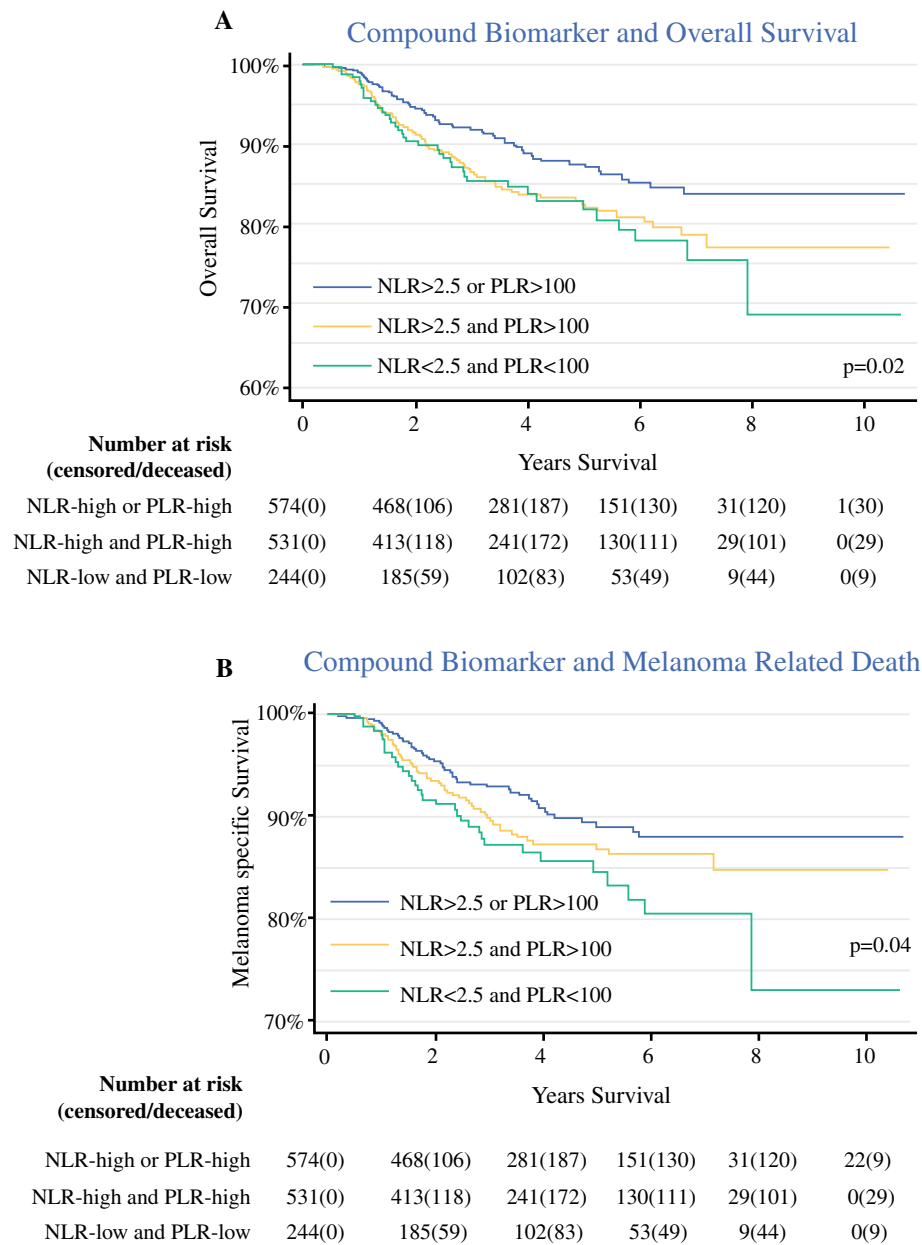 A
Compound Biomarker and Overall Survival
100%
90%
80%
70%
60%
Overall Survival
NLR>2.5 or PLR>100
NLR>2.5 and PLR>100
NLR<2.5 and PLR<100
p=0.02
0 2 4 6 8 10
Years Survival
Number at risk
(censored/deceased)
NLR-high or PLR-high 574(0) 468(106) 281(187) 151(130) 31(120) 1(30)
NLR-high and PLR-high 531(0) 413(118) 241(172) 130(111) 29(101) 0(29)
NLR-low and PLR-low 244(0) 185(59) 102(83) 53(49) 9(44) 0(9)
B
Compound Biomarker and Melanoma Related Death
100%
90%
80%
70%
Melanoma specific Survival
NLR>2.5 or PLR>100
NLR>2.5 and PLR>100
NLR<2.5 and PLR<100
p=0.04
0 2 4 6 8 10
Years Survival
Number at risk
(censored/deceased)
NLR-high or PLR-high 574(0) 468(106) 281(187) 151(130) 31(120) 22(9)
NLR-high and PLR-high 531(0) 413(118) 241(172) 130(111) 29(101) 0(29)
NLR-low and PLR-low 244(0) 185(59) 102(83) 53(49) 9(44) 0(9)